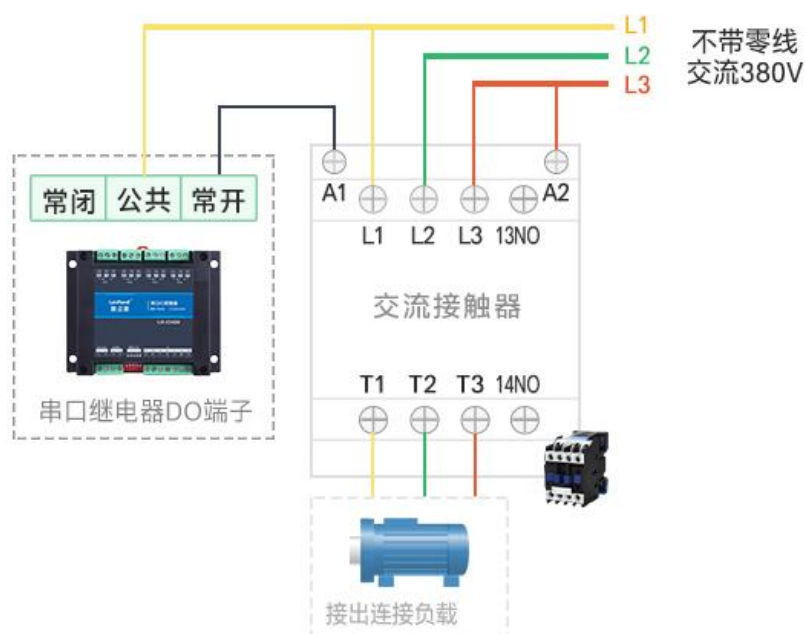 L1
L2
L3
不带零线
交流380V
常闭 公共 常开
A1
A2
L1 L2 L3 13NO
交流接触器
T1 T2 T3 14NO
串口继电器DO端子
接出连接负载